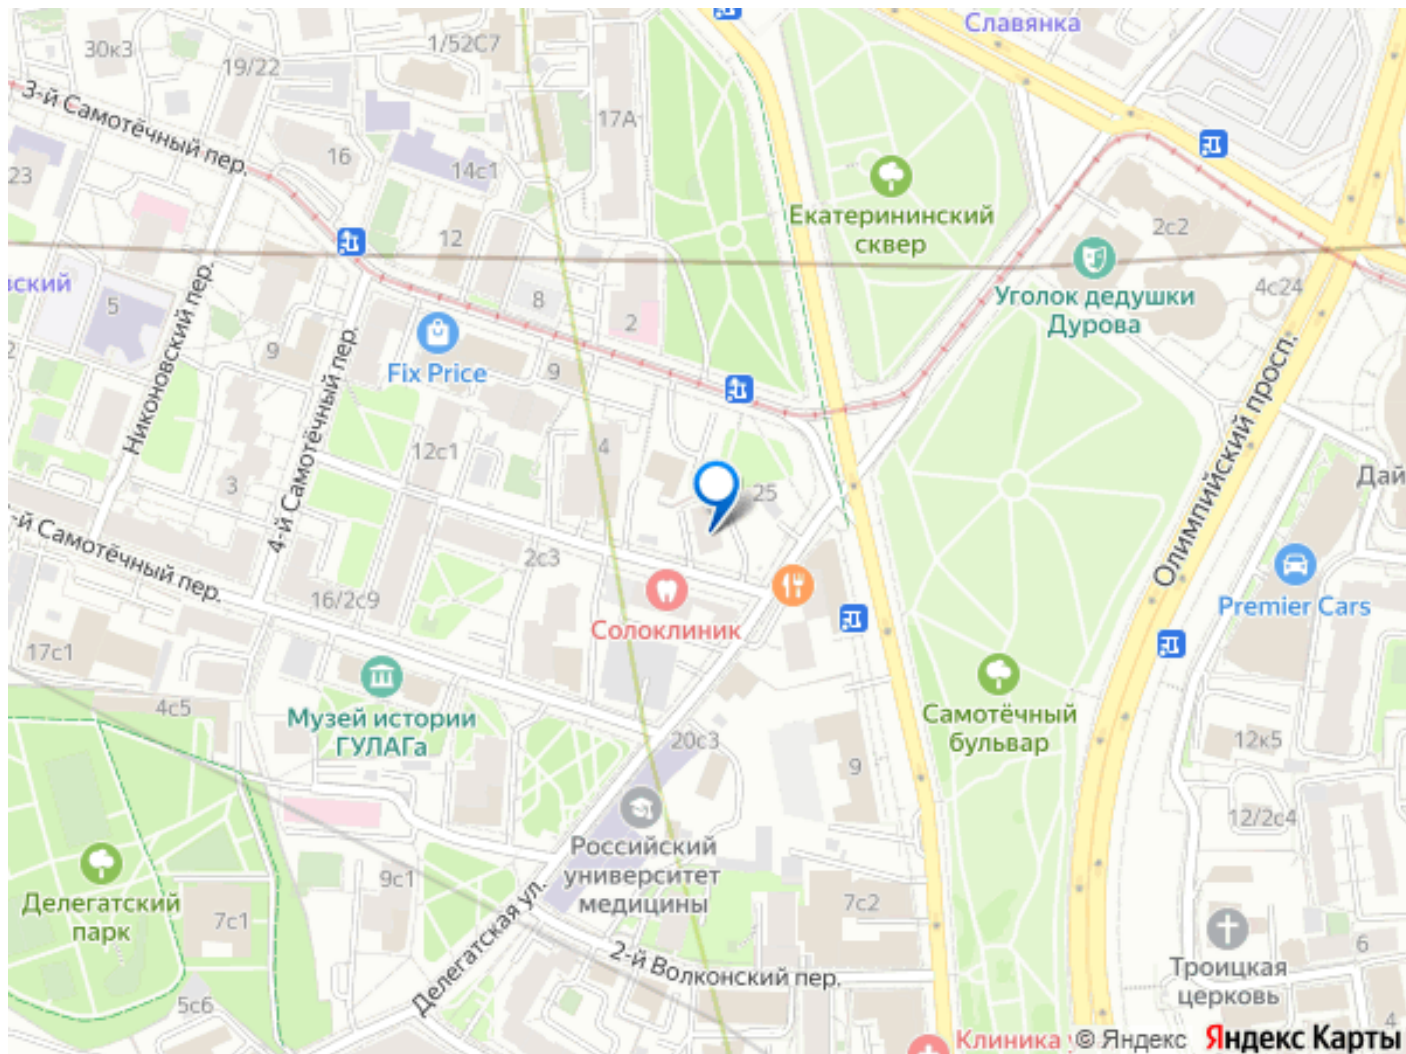 Славянка
30к3
1/52С7
19/22
3-й Самотёчный пер.
17А
16
14с1
23
Екатерининский
сквер
2с2
12
вский
5
Никоновский пер.
8
2
Уголок дедушки
Дурова
4с24
9
Fix Price
9
4-й Самотёчный пер.
12с1
4
3
25
Олимпийский просп.
Дай
-й Самотёчный пер.
2с3
16/2с9
Солоклиник
Premier Cars
17с1
4с5
Музей истории
ГУЛАГа
20с3
Самотёчный
бульвар
9
12к5
12/2с4
Российский
университет
медицины
Делегатский
парк
7с1
9с1
7с2
Делегатская ул.
2-й Волконский пер.
5с6
Троицкая
церковь
6
4
Клиника
© Яндекс Яндекс Карты